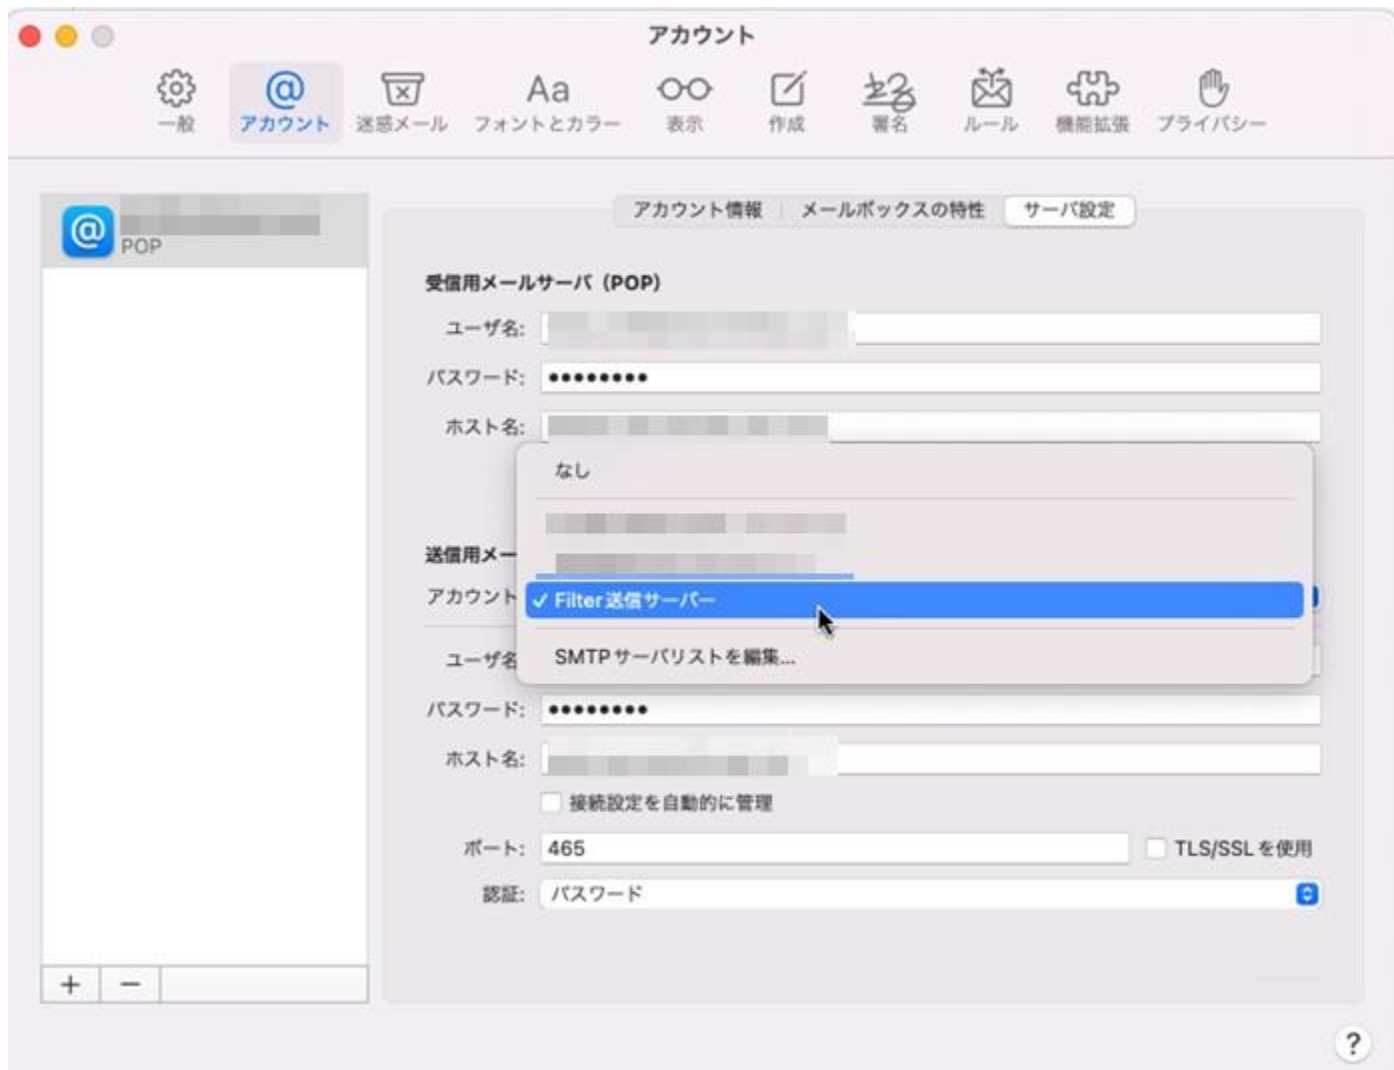 アカウント
一般
アカウント
迷惑メール
フォントとカラー
表示
作成
署名
ルール
機能拡張
プライバシー
POP
アカウント情報
メールボックスの特性
サーバ設定
受信用メールサーバ（POP）
ユーザ名:
パスワード: ••••••••
ホスト名:
なし
送信用メー
アカウント
✓ Filter送信サーバー
ユーザ名
SMTPサーバリストを編集...
パスワード: ••••••••
ホスト名:
接続設定を自動的に管理
ポート: 465
TLS/SSLを使用
認証: パスワード
+ −
?